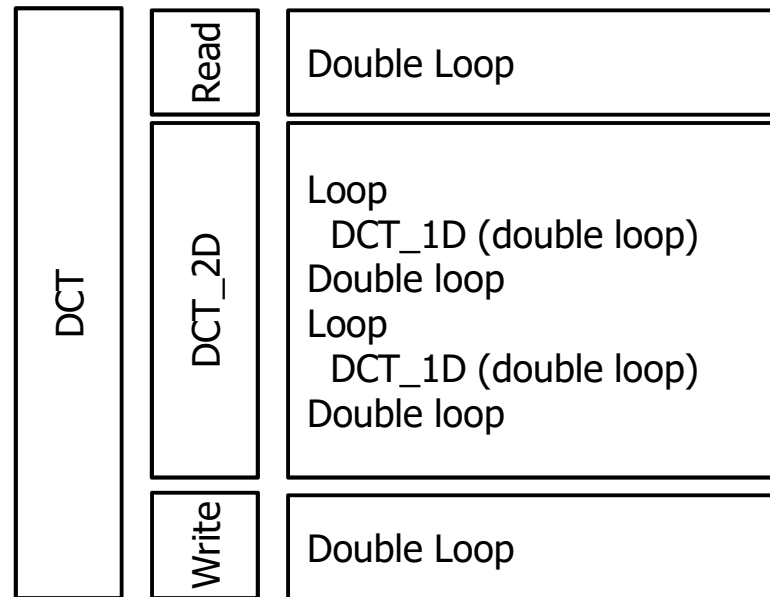 DCT
Read
Double Loop
DCT_2D
Loop
DCT_1D (double loop)
Double loop
Loop
DCT_1D (double loop)
Double loop
Write
Double Loop